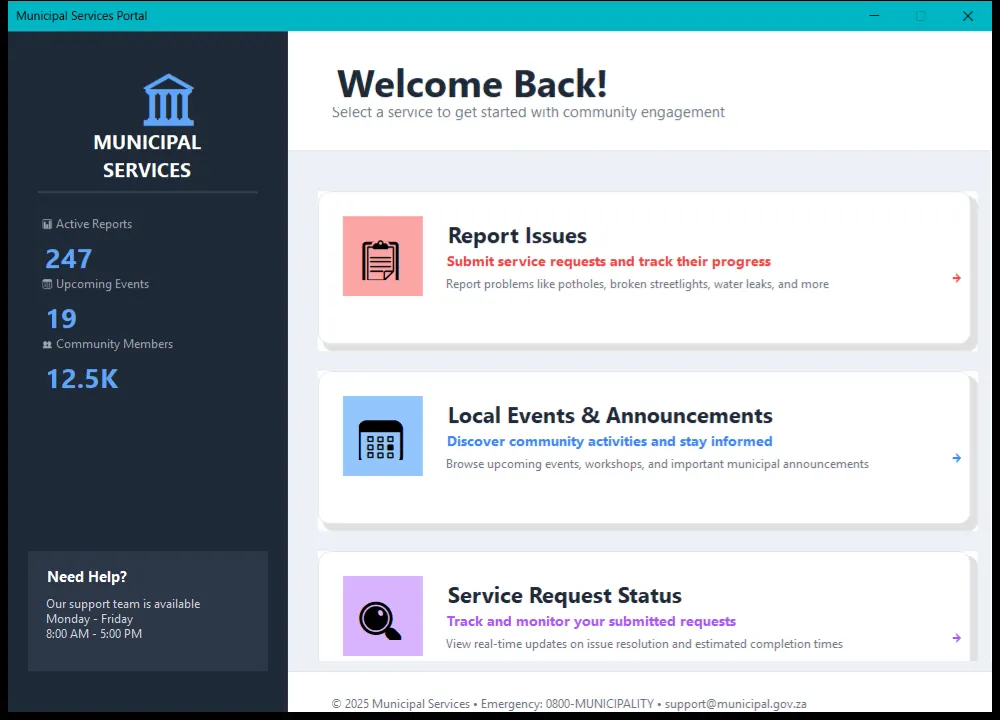 Municipal Services Portal
MUNICIPAL
SERVICES
Active Reports
247
Upcoming Events
19
Community Members
12.5K
Need Help?
Our support team is available
Monday - Friday
8:00 AM - 5:00 PM
Welcome Back!
Select a service to get started with community engagement
Report Issues
Submit service requests and track their progress
Report problems like potholes, broken streetlights, water leaks, and more
→
Local Events & Announcements
Discover community activities and stay informed
Browse upcoming events, workshops, and important municipal announcements
→
Service Request Status
Track and monitor your submitted requests
View real-time updates on issue resolution and estimated completion times
→
© 2025 Municipal Services • Emergency: 0800-MUNICIPALITY • support@municipal.gov.za